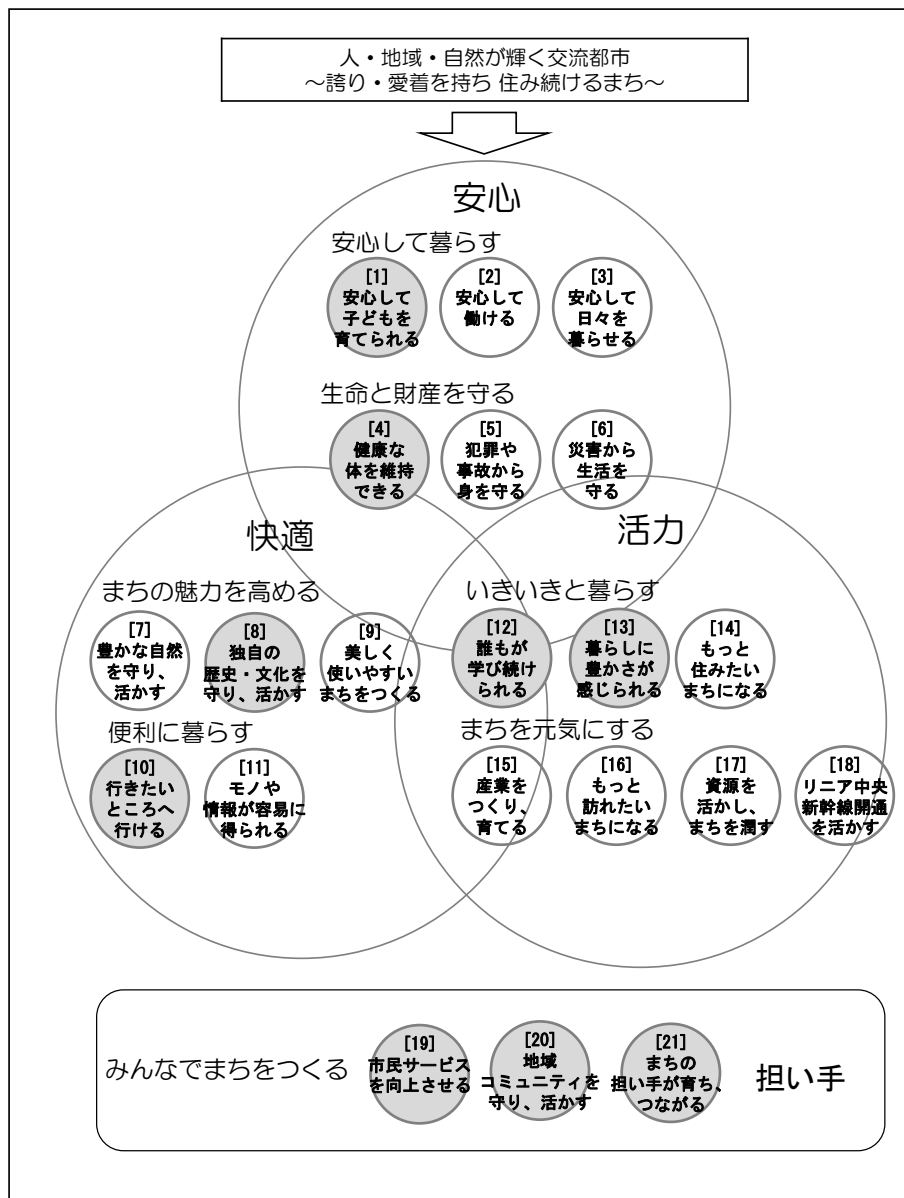 人・地域・自然が輝く交流都市
～誇り・愛着を持ち 住み続けるまち～
安心
安心して暮らす
[1]
安心して
子どもを
育てられる
[2]
安心して
働ける
[3]
安心して
日々を
暮らせる
生命と財産を守る
[4]
健康な
体を維持
できる
[5]
犯罪や
事故から
身を守る
[6]
災害から
生活を
守る
快適
まちの魅力を高める
[7]
豊かな自然
を守り、
活かす
[8]
独自の
歴史・文化を
守り、活かす
[9]
美しく
使いやすい
まちをつくる
便利に暮らす
[10]
行きたい
ところへ
行ける
[11]
モノや
情報が容易に
得られる
活力
いきいきと暮らす
[12]
誰もが
学び続け
られる
[13]
暮らしに
豊かさが
感じられる
[14]
もっと
住みたい
まちになる
まちを元気にする
[15]
産業を
つくり、
育てる
[16]
もっと
訪れたい
まちになる
[17]
資源を
活かし、
まちを潤す
[18]
リニア中央
新幹線開通
を活かす
みんなでまちをつくる
[19]
市民サービス
を向上させる
[20]
地域
コミュニティを
守り、活かす
[21]
まちの
担い手が育ち、
つながる
担い手